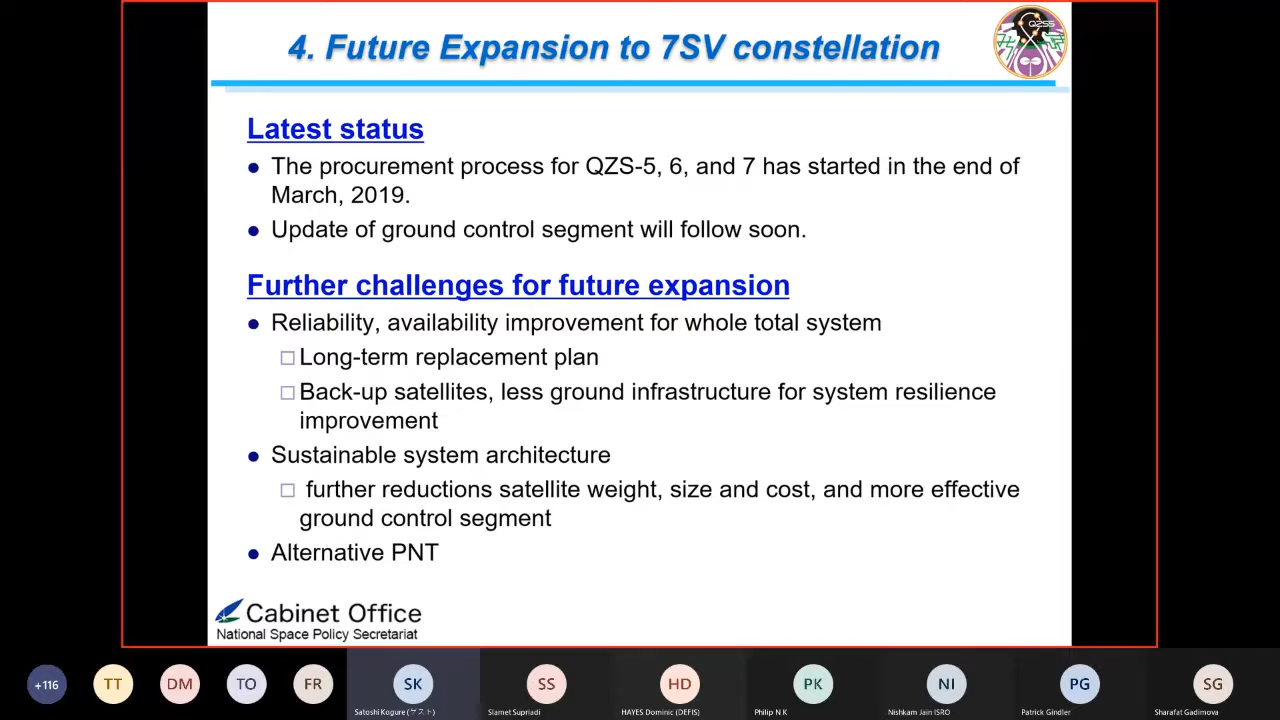 4. Future Expansion to 7SV constellation
QZSS
Latest status
The procurement process for QZS-5, 6, and 7 has started in the end of
March, 2019.
Update of ground control segment will follow soon.
Further challenges for future expansion
Reliability, availability improvement for whole total system
Long-term replacement plan
Back-up satellites, less ground infrastructure for system resilience
improvement
Sustainable system architecture
further reductions satellite weight, size and cost, and more effective
ground control segment
Alternative PNT
Cabinet Office
National Space Policy Secretariat
+116
TT
DM
TO
FR
SK
SS
HD
PK
NI
PG
SG
Satoshi Kogure (ゲスト)
Slamet Supriadi
HAYES Dominic (DEFIS)
Philip N K
Nishkam Jain ISRO
Patrick Gindler
Sharafat Gadimova